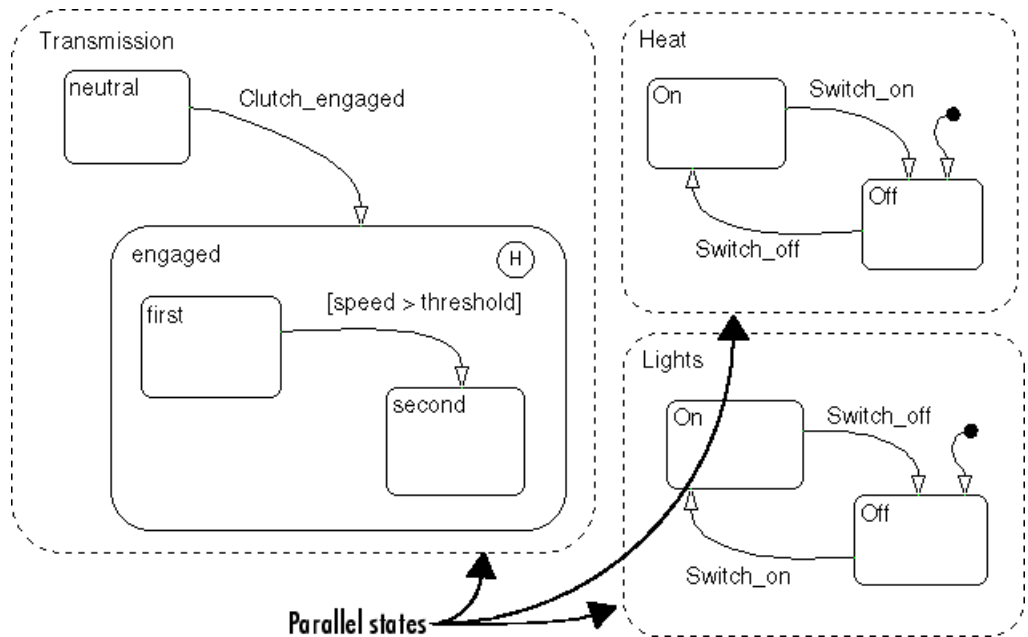 Transmission
neutral
Clutch_engaged
engaged
H
[speed > threshold]
first
second
Heat
On
Switch_on
Off
Switch_off
Lights
On
Switch_off
Off
Switch_on
Parallel states